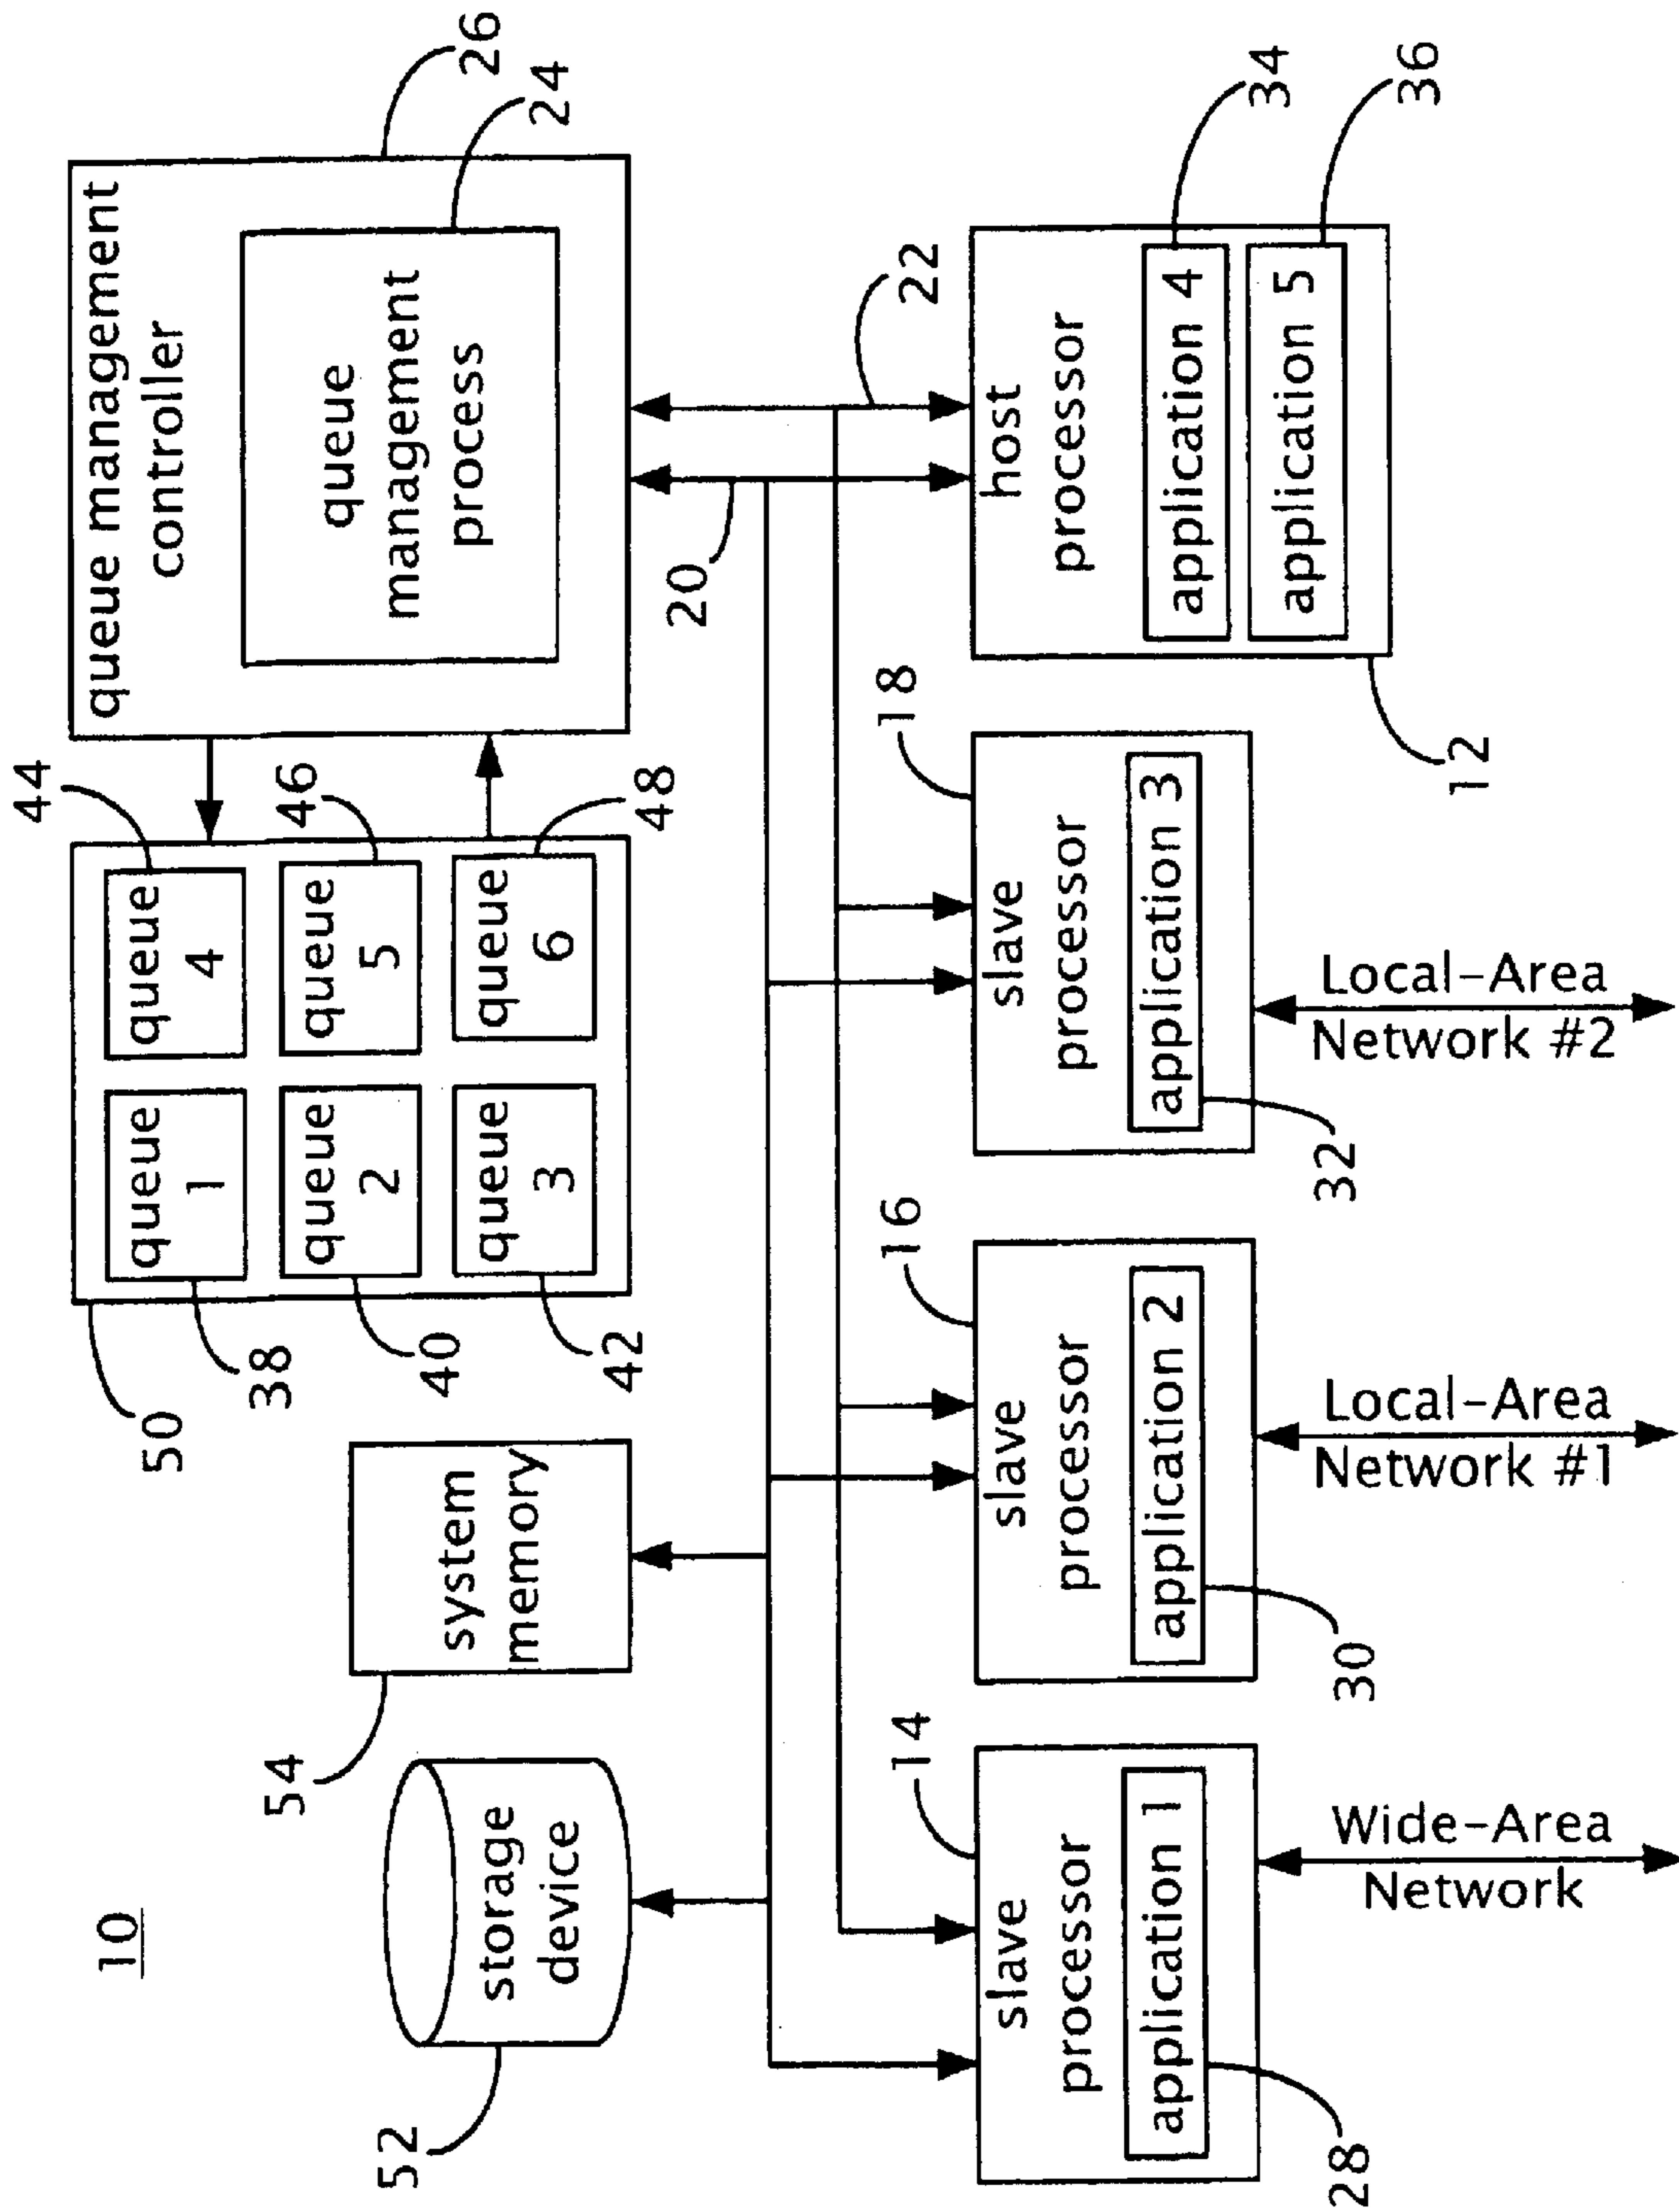 10
52
storage
device
54
system
memory
50
38
40
42
queue
1
queue
2
queue
3
44
46
48
queue
4
queue
5
queue
6
queue management
controller
queue
management
process
26
24
20
22
14
slave
processor
application 1
28
Wide-Area
Network
16
slave
processor
application 2
30
Local-Area
Network #1
18
slave
processor
application 3
32
Local-Area
Network #2
host
processor
application 4
application 5
34
36
12